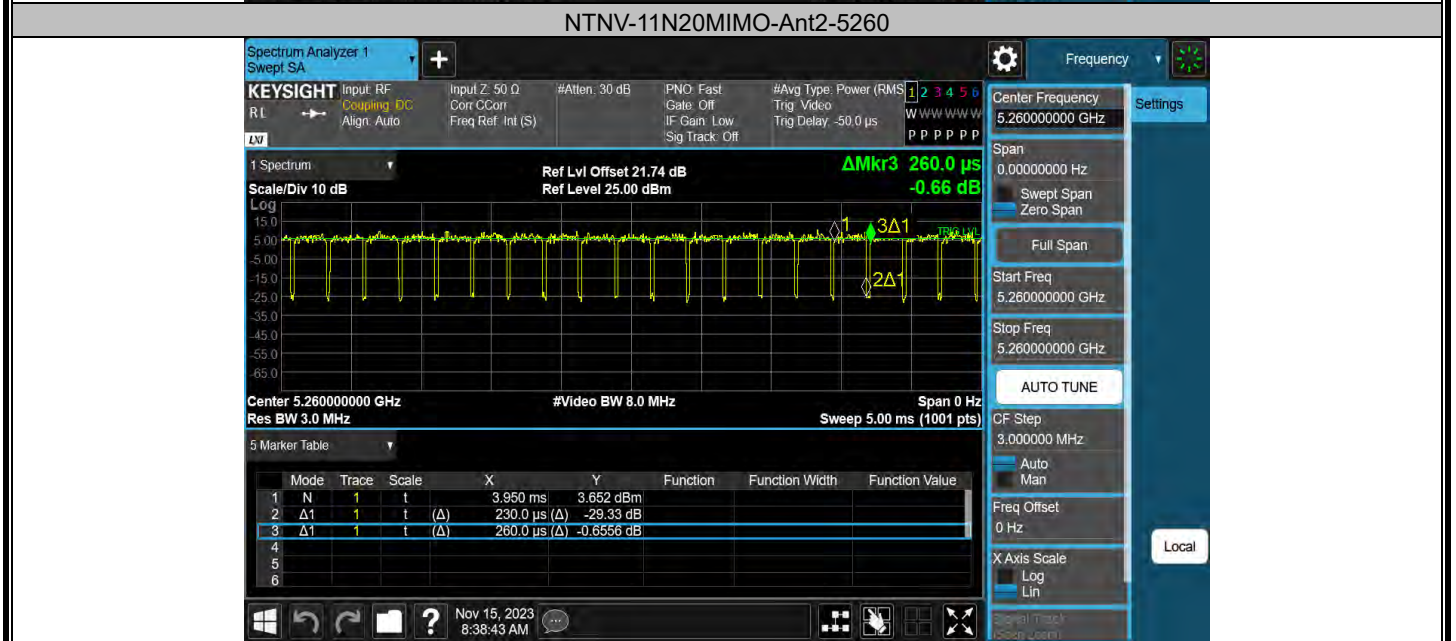 NTNV-11N20MIMO-Ant2-5260
Spectrum Analyzer 1
Swept SA
+
Frequency
KEYSIGHT
RL
LXI
Input: RF
Coupling: DC
Align: Auto
Input Z: 50 Ω
Corr CCorr
Freq Ref: Int (S)
#Atten: 30 dB
PNO: Fast
Gate: Off
IF Gain: Low
Sig Track: Off
#Avg Type: Power (RMS
Trig: Video
Trig Delay: -50.0 µs
1 2 3 4 5 6
W W W W W W
P P P P P P
1 Spectrum
Scale/Div 10 dB
Ref Lvl Offset 21.74 dB
Ref Level 25.00 dBm
ΔMkr3 260.0 µs
-0.66 dB
Log
15.0
5.00
-5.00
-15.0
-25.0
-35.0
-45.0
-55.0
-65.0
1
3Δ1
TRIG LVL
2Δ1
Center 5.260000000 GHz
Res BW 3.0 MHz
#Video BW 8.0 MHz
Span 0 Hz
Sweep 5.00 ms (1001 pts)
5 Marker Table
Mode Trace Scale X Y Function Function Width Function Value
1 N 1 t 3.950 ms 3.652 dBm
2 Δ1 1 t (Δ) 230.0 µs (Δ) -29.33 dB
3 Δ1 1 t (Δ) 260.0 µs (Δ) -0.6556 dB
4
5
6
Nov 15, 2023
8:38:43 AM
Center Frequency
5.260000000 GHz
Span
0.00000000 Hz
Swept Span
Zero Span
Full Span
Start Freq
5.260000000 GHz
Stop Freq
5.260000000 GHz
AUTO TUNE
CF Step
3.000000 MHz
Auto
Man
Freq Offset
0 Hz
X Axis Scale
Log
Lin
Signal Track
(Span Zoom)
Settings
Local